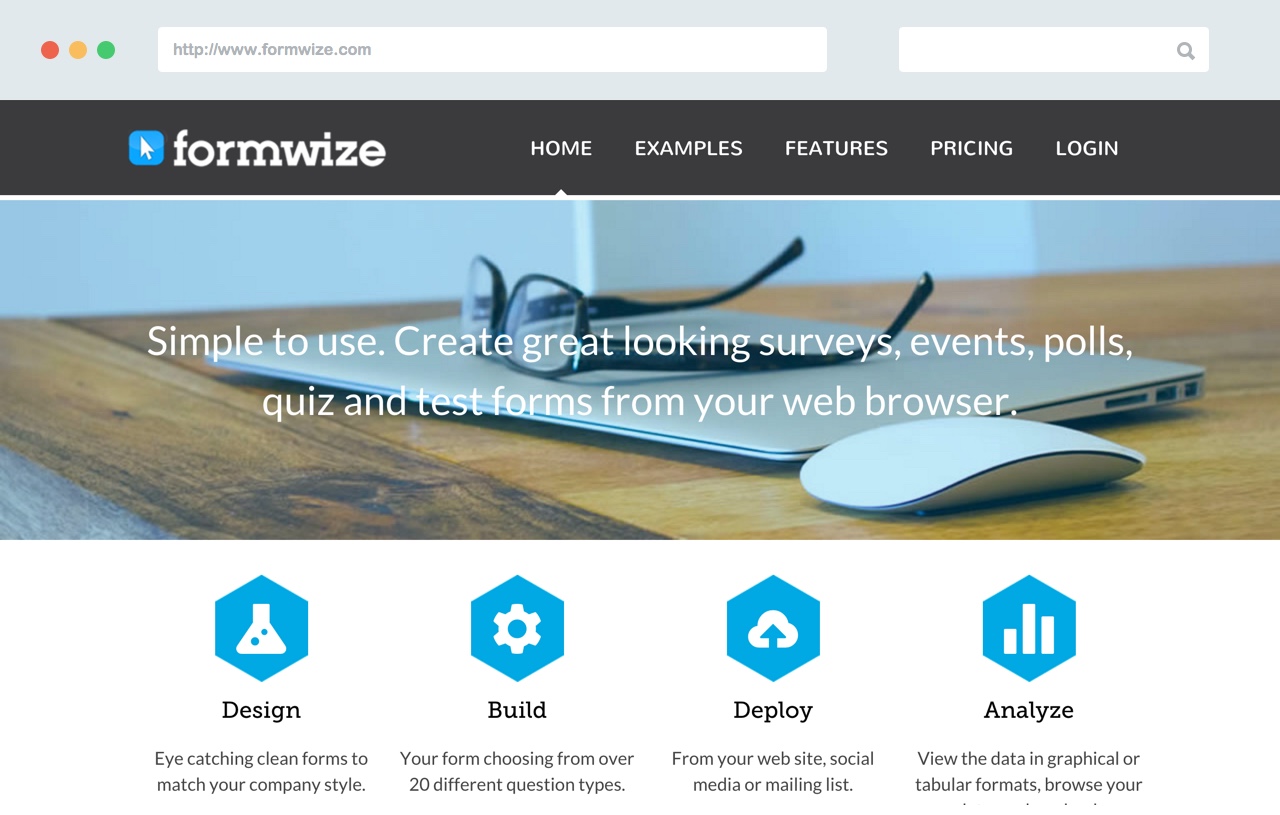 http://www.formwize.com
formwize
HOME EXAMPLES FEATURES PRICING LOGIN
Simple to use. Create great looking surveys, events, polls,
quiz and test forms from your web browser.
Design
Eye catching clean forms to
match your company style.
Build
Your form choosing from over
20 different question types.
Deploy
From your web site, social
media or mailing list.
Analyze
View the data in graphical or
tabular formats, browse your